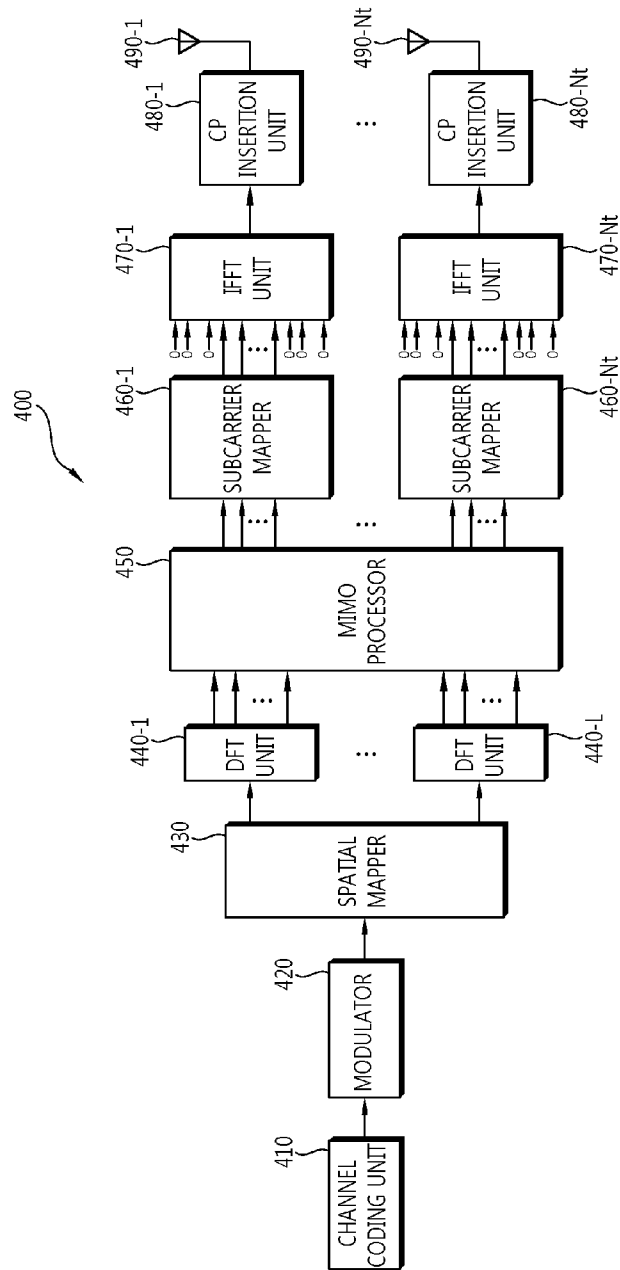 400
410
CHANNEL
CODING UNIT
420
MODULATOR
430
SPATIAL
MAPPER
440-1
DFT
UNIT
...
...
440-L
DFT
UNIT
...
450
MIMO
PROCESSOR
...
...
...
460-1
SUBCARRIER
MAPPER
460-Nt
SUBCARRIER
MAPPER
0
0
0
...
0
0
0
0
0
0
...
0
0
0
470-1
IFFT
UNIT
470-Nt
IFFT
UNIT
480-1
CP
INSERTION
UNIT
...
480-Nt
CP
INSERTION
UNIT
490-1
490-Nt